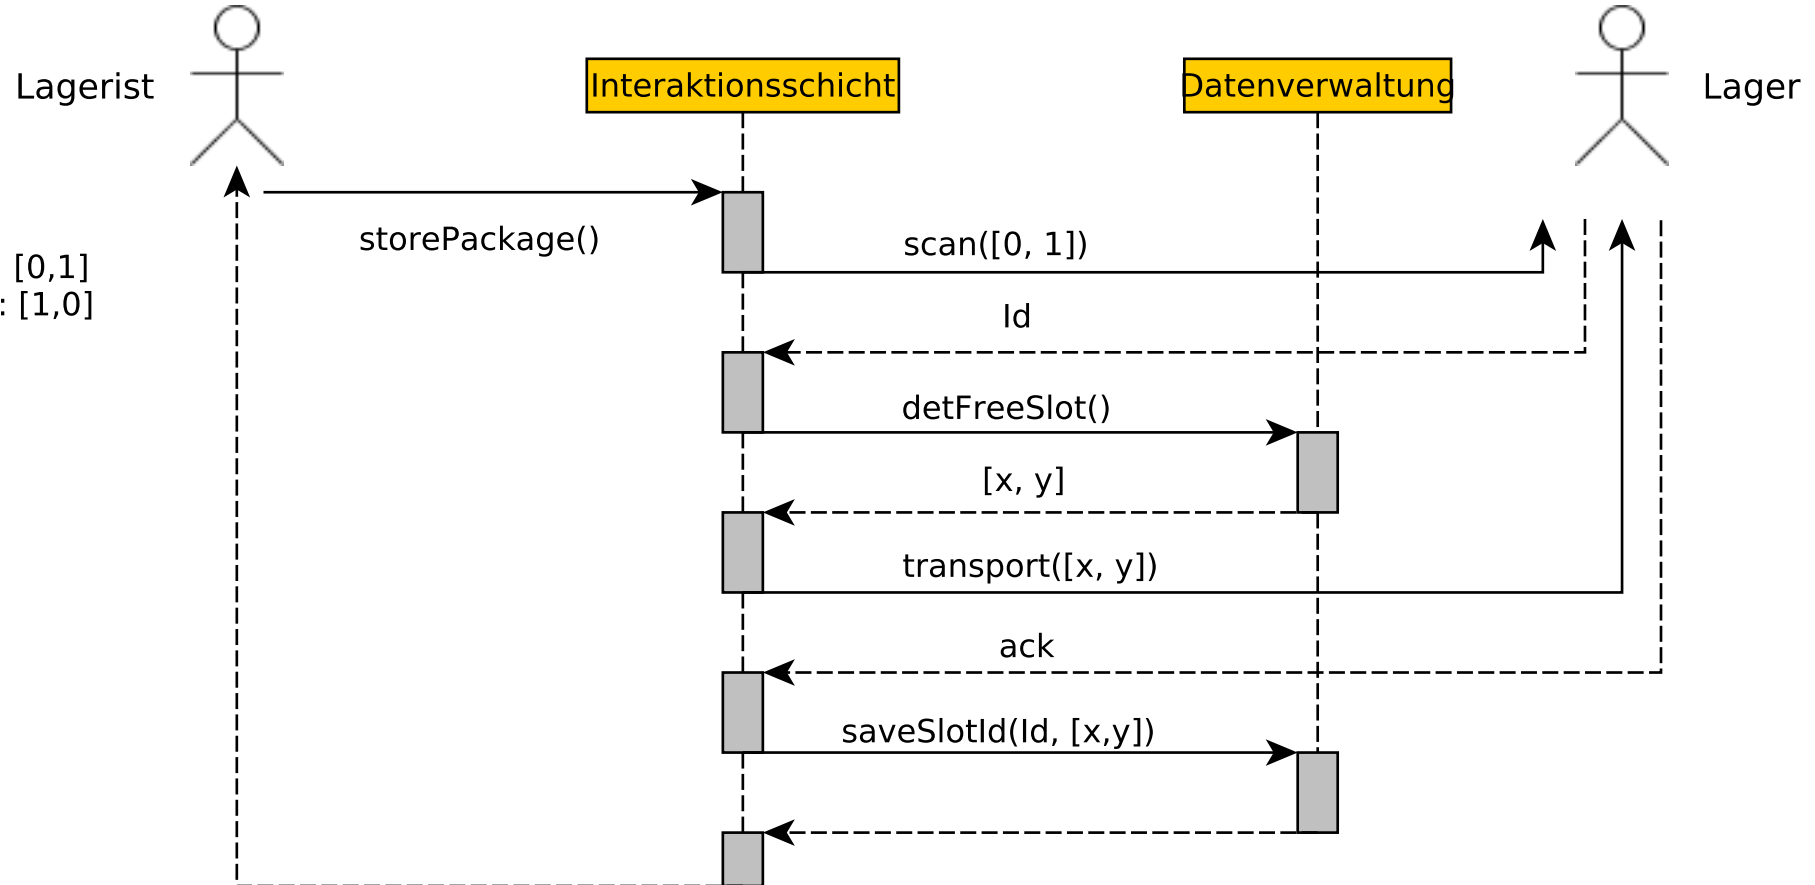 Lagerist
Interaktionsschicht
Datenverwaltung
Lager
storePackage()
scan([0, 1])
[0,1]
: [1,0]
Id
detFreeSlot()
[x, y]
transport([x, y])
ack
saveSlotId(Id, [x,y])